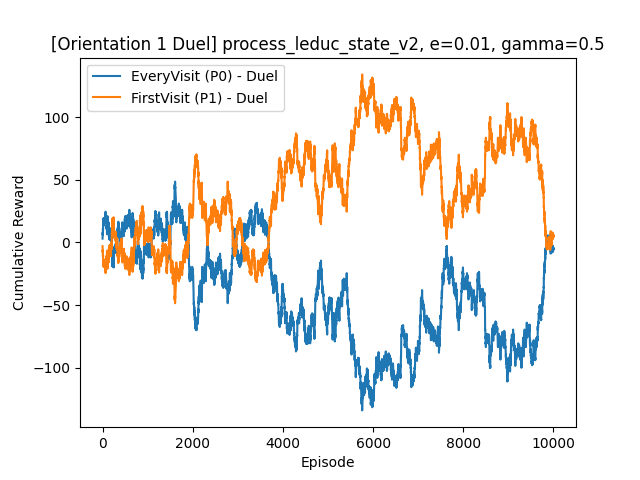 [Orientation 1 Duel] process_leduc_state_v2, e=0.01, gamma=0.5
EveryVisit (P0) - Duel
FirstVisit (P1) - Duel
100
50
0
−50
−100
Cumulative Reward
0 2000 4000 6000 8000 10000
Episode